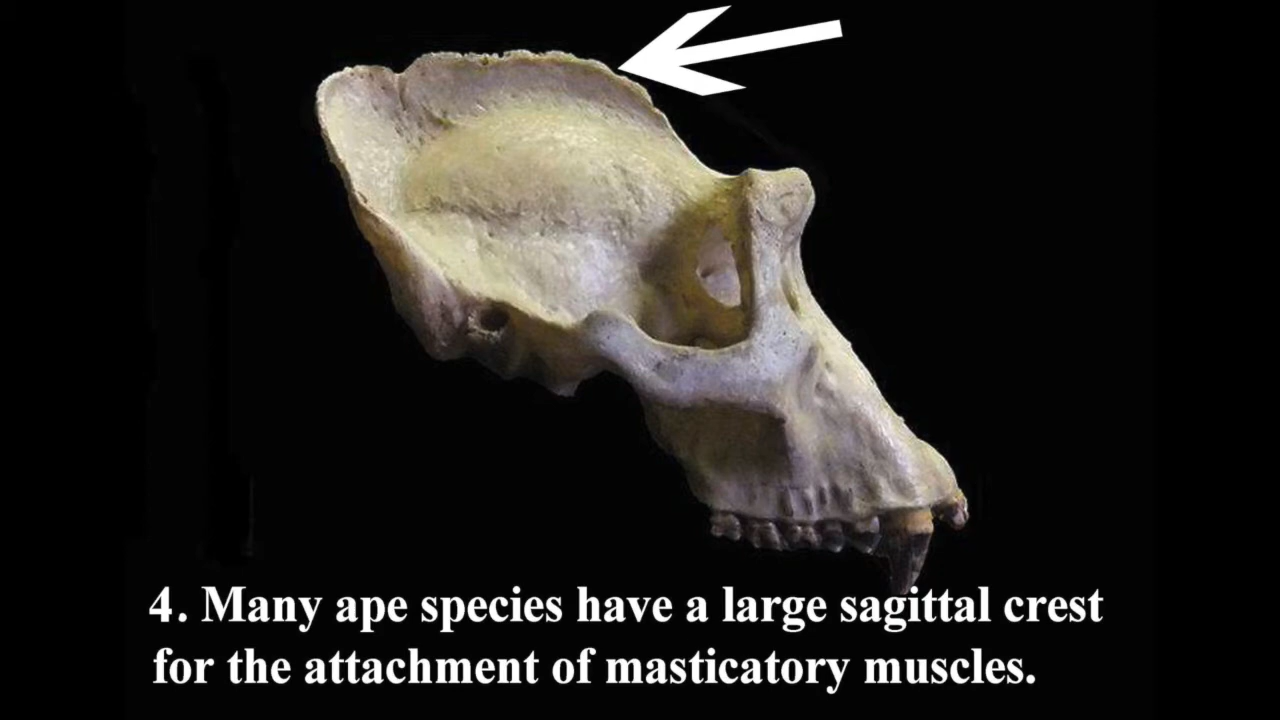 4. Many ape species have a large sagittal crest
for the attachment of masticatory muscles.